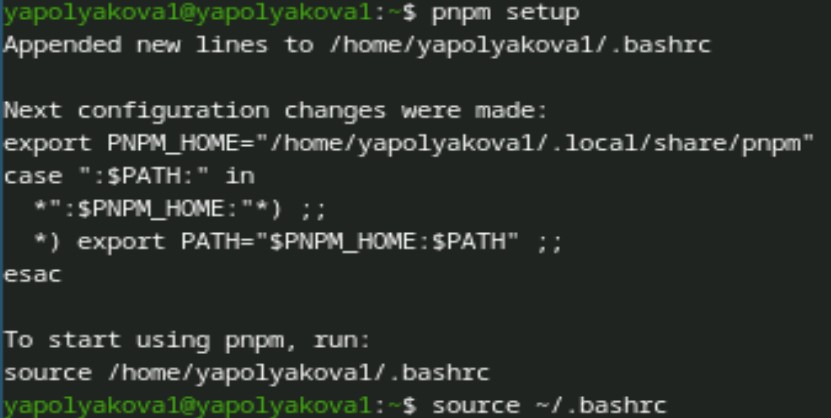 yapolyakova1@yapolyakova1:~$ pnpm setup
Appended new lines to /home/yapolyakova1/.bashrc

Next configuration changes were made:
export PNPM_HOME="/home/yapolyakova1/.local/share/pnpm"
case ":$PATH:" in
  *":$PNPM_HOME:"*) ;;
  *) export PATH="$PNPM_HOME:$PATH" ;;
esac

To start using pnpm, run:
source /home/yapolyakova1/.bashrc
yapolyakova1@yapolyakova1:~$ source ~/.bashrc